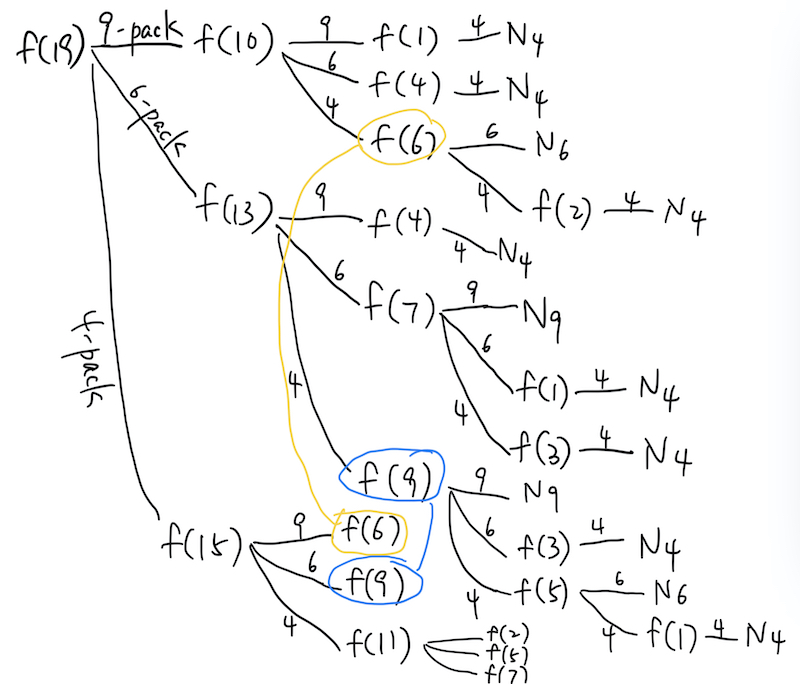 f(19) 9-pack f(10) 9 f(1) 4 N4
6 f(4) 4 N4
4 f(6) 6 N6
4 f(2) 4 N4
6-pack f(13) 9 f(4) 4 N4
6 f(7) 9 N9
6 f(1) 4 N4
4 f(3) 4 N4
4 f(9) 9 N9
6 f(3) 4 N4
4 f(5) 6 N6
4 f(1) 4 N4
4-pack f(15) 9 f(6)
6 f(9)
4 f(11) f(2)
f(5)
f(7)